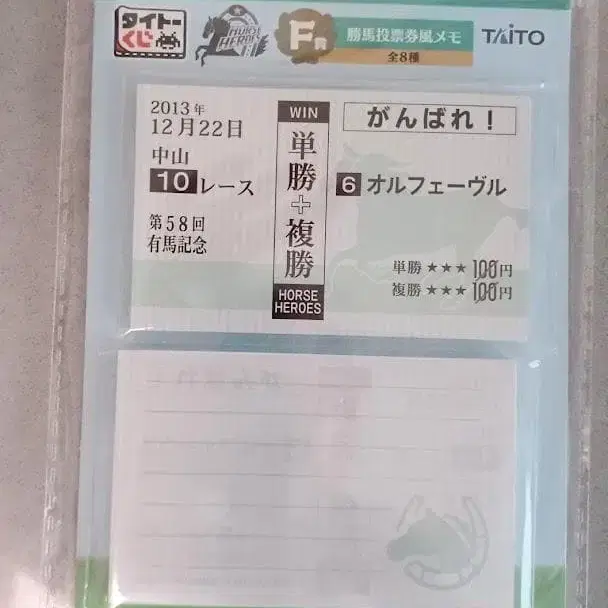 タイトーくじ
HORSE HEROES
F賞
勝馬投票券風メモ
全8種
TAITO
2013年
12月22日
中山
10レース
第58回
有馬記念
WIN
単勝+複勝
HORSE HEROES
がんばれ!
6 オルフェーヴル
単勝★★★100円
複勝★★★100円